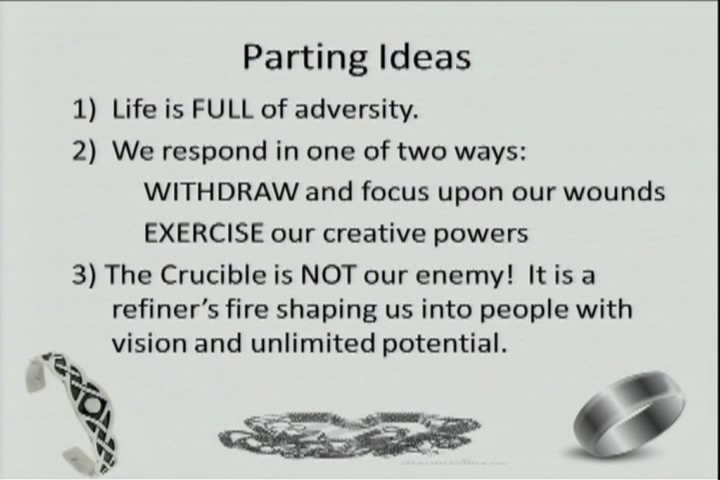 Parting Ideas
1) Life is FULL of adversity.
2) We respond in one of two ways:
WITHDRAW and focus upon our wounds
EXERCISE our creative powers
3) The Crucible is NOT our enemy! It is a
refiner's fire shaping us into people with
vision and unlimited potential.